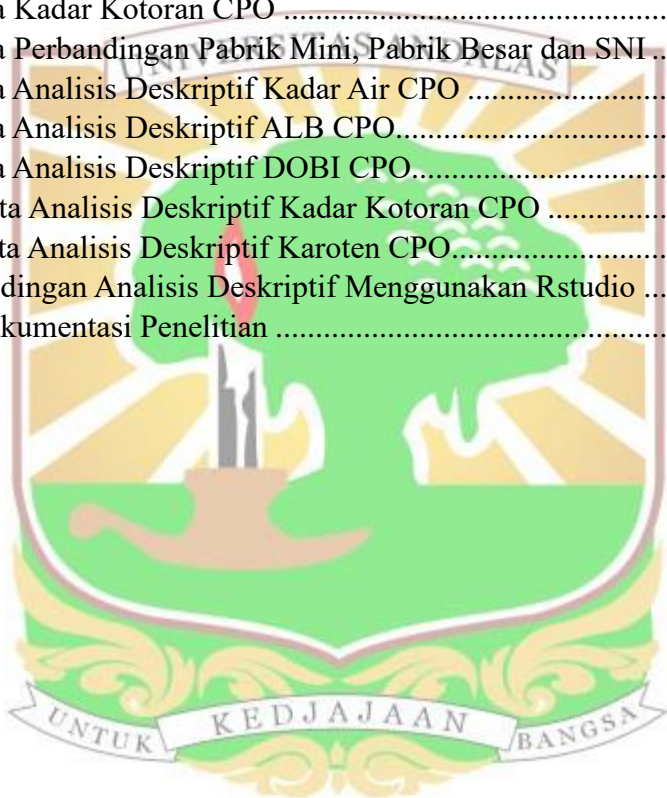 a Kadar Kotoran CPO ............................................
a Perbandingan Pabrik Mini, Pabrik Besar dan SNI ..
UNIVERSITAS ANDALAS
a Analisis Deskriptif Kadar Air CPO ......................
a Analisis Deskriptif ALB CPO...............................
a Analisis Deskriptif DOBI CPO.............................
ta Analisis Deskriptif Kadar Kotoran CPO .............
ta Analisis Deskriptif Karoten CPO.........................
dingan Analisis Deskriptif Menggunakan Rstudio ...
kumentasi Penelitian .............................................
UNTUK KEDJAJAAN BANGSA